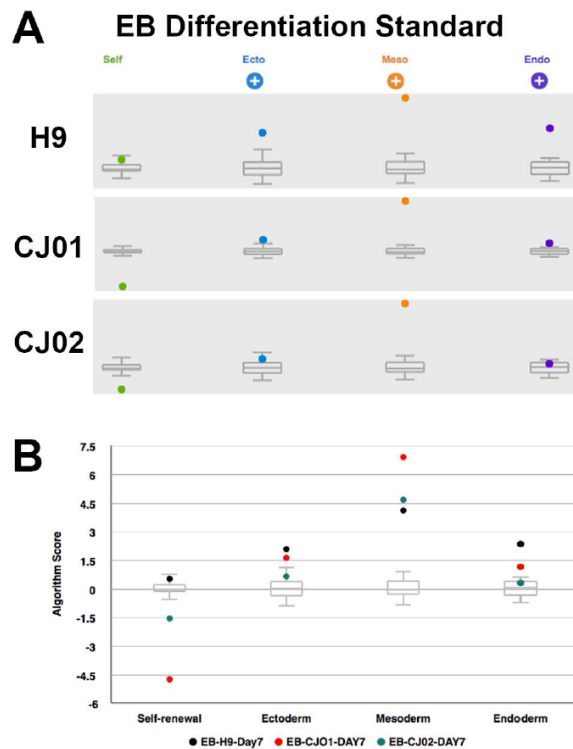 A EB Differentiation Standard
Self Ecto Meso Endo
H9
CJ01
CJ02
B
7.5
6
4.5
3
1.5
0
-1.5
-3
-4.5
-6
Algorithm Score
Self-renewal Ectoderm Mesoderm Endoderm
EB-H9-Day7 EB-CJO1-DAY7 EB-CJ02-DAY7